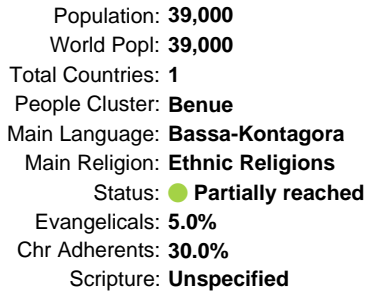 Population: 39,000
World Popl: 39,000
Total Countries: 1
People Cluster: Benue
Main Language: Bassa-Kontagora
Main Religion: Ethnic Religions
Status: Partially reached
Evangelicals: 5.0%
Chr Adherents: 30.0%
Scripture: Unspecified